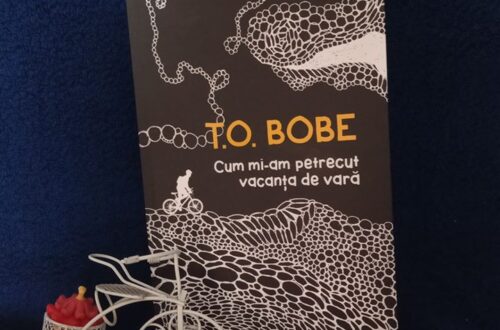 T.O. BOBE
Cum mi-am petrecut
vacanța de vară